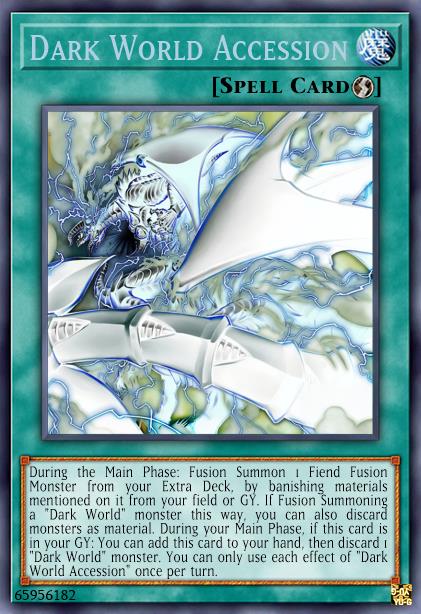 Dark World Accession
[Spell Card]
During the Main Phase: Fusion Summon 1 Fiend Fusion
Monster from your Extra Deck, by banishing materials
mentioned on it from your field or GY. If Fusion Summoning
a "Dark World" monster this way, you can also discard
monsters as material. During your Main Phase, if this card is
in your GY: You can add this card to your hand, then discard 1
"Dark World" monster. You can only use each effect of "Dark
World Accession" once per turn.
65956182